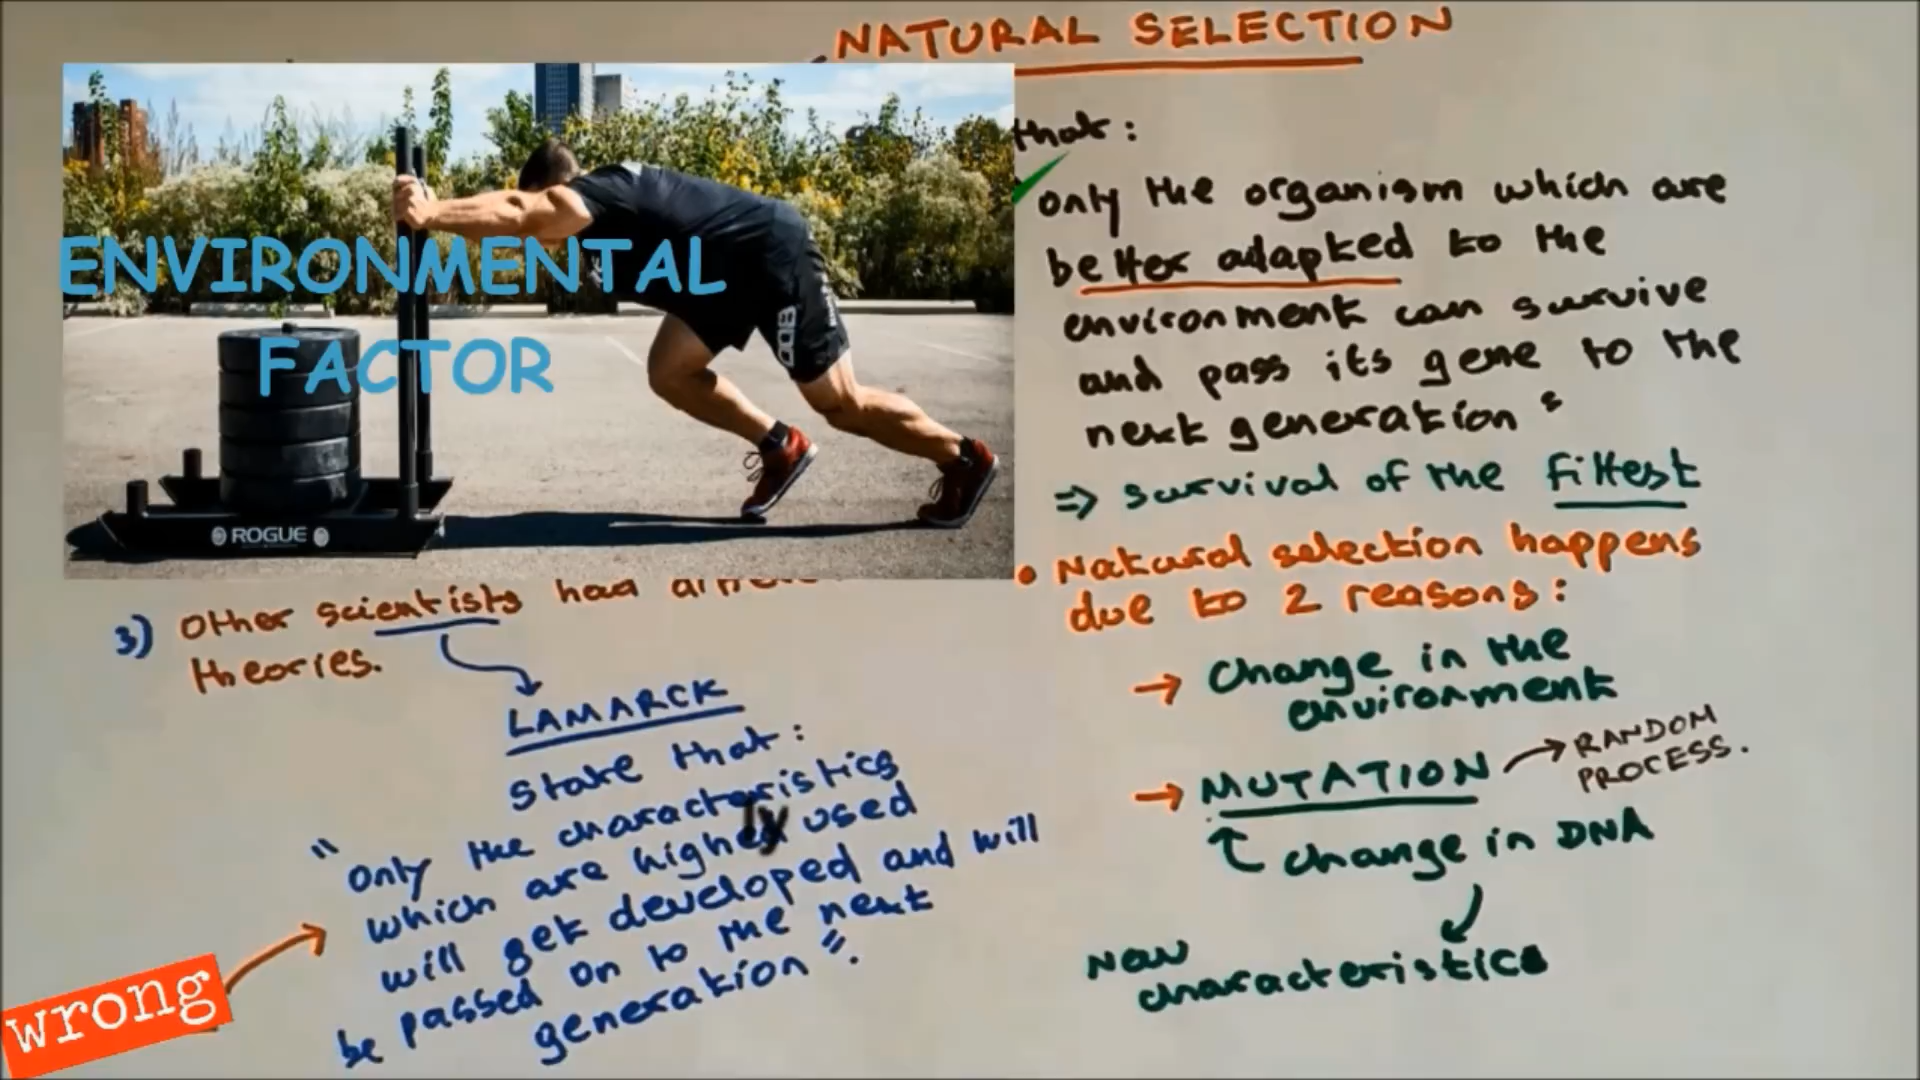 NATURAL SELECTION
ENVIRONMENTAL
FACTOR
ROGUE
3) Other scientists had
theories.
LAMARCK
State that:
" Only the characteristics
which are highly used
will get developed and will
be passed on to the next
generation ".
wrong
that:
only the organism which are
better adapted to the
environment can survive
and pass its gene to the
next generation "
=> survival of the fittest
• Natural selection happens
due to 2 reasons:
→ Change in the
environment
→ MUTATION → RANDOM
PROCESS.
change in DNA
New
characteristics